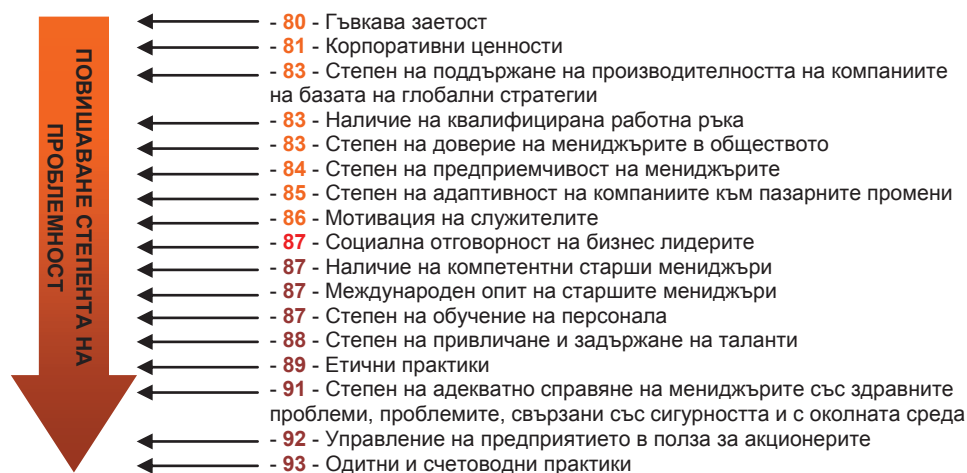 ПОВИШАВАНЕ СТЕПЕНТА НА
ПРОБЛЕМНОСТ
- 80 - Гъвкава заетост
- 81 - Корпоративни ценности
- 83 - Степен на поддържане на производителността на компаниите
на базата на глобални стратегии
- 83 - Наличие на квалифицирана работна ръка
- 83 - Степен на доверие на мениджърите в обществото
- 84 - Степен на предприемчивост на мениджърите
- 85 - Степен на адаптивност на компаниите към пазарните промени
- 86 - Мотивация на служителите
- 87 - Социална отговорност на бизнес лидерите
- 87 - Наличие на компетентни старши мениджъри
- 87 - Международен опит на старшите мениджъри
- 87 - Степен на обучение на персонала
- 88 - Степен на привличане и задържане на таланти
- 89 - Етични практики
- 91 - Степен на адекватно справяне на мениджърите със здравните
проблеми, проблемите, свързани със сигурността и с околната среда
- 92 - Управление на предприятието в полза за акционерите
- 93 - Одитни и счетоводни практики